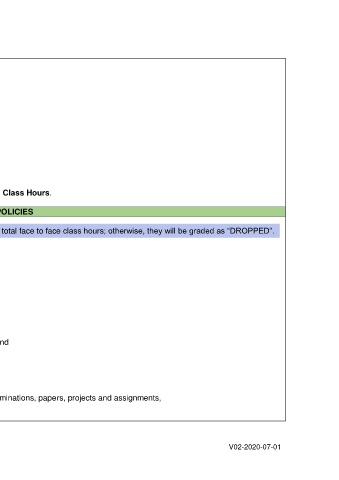 Class Hours.
POLICIES
total face to face class hours; otherwise, they will be graded as “DROPPED”.
nd
minations, papers, projects and assignments,
V02-2020-07-01